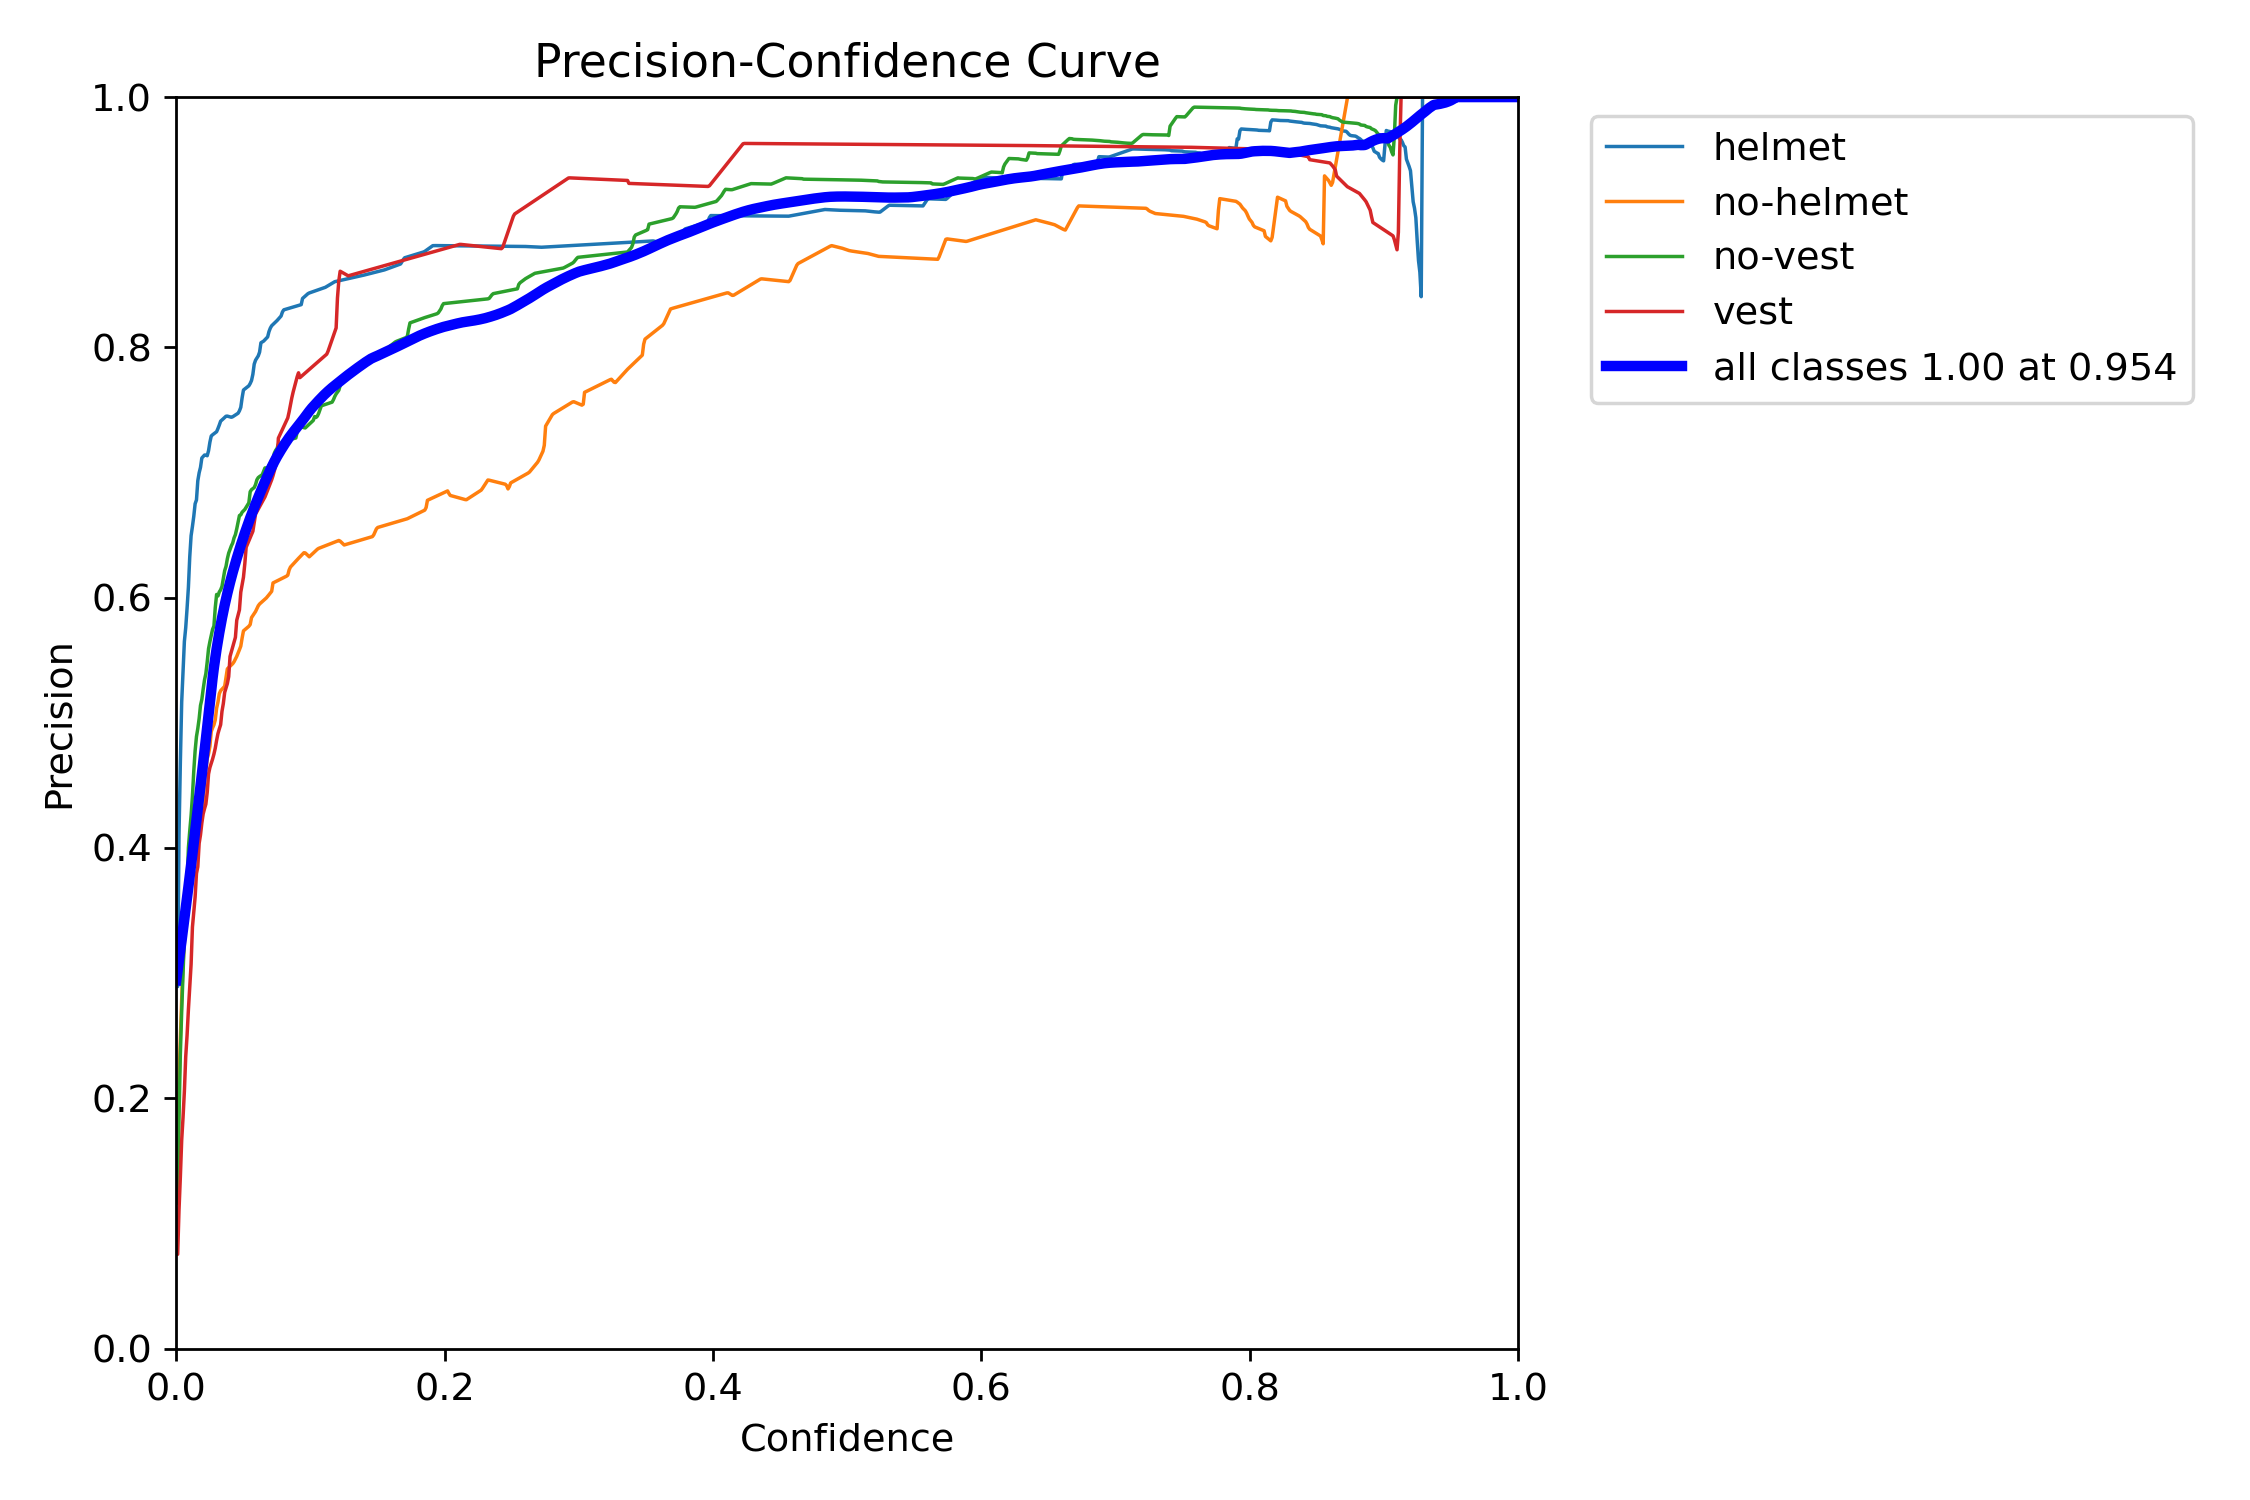 Precision-Confidence Curve
1.0
0.8
0.6
0.4
0.2
0.0
Precision
0.0 0.2 0.4 0.6 0.8 1.0
Confidence
helmet
no-helmet
no-vest
vest
all classes 1.00 at 0.954